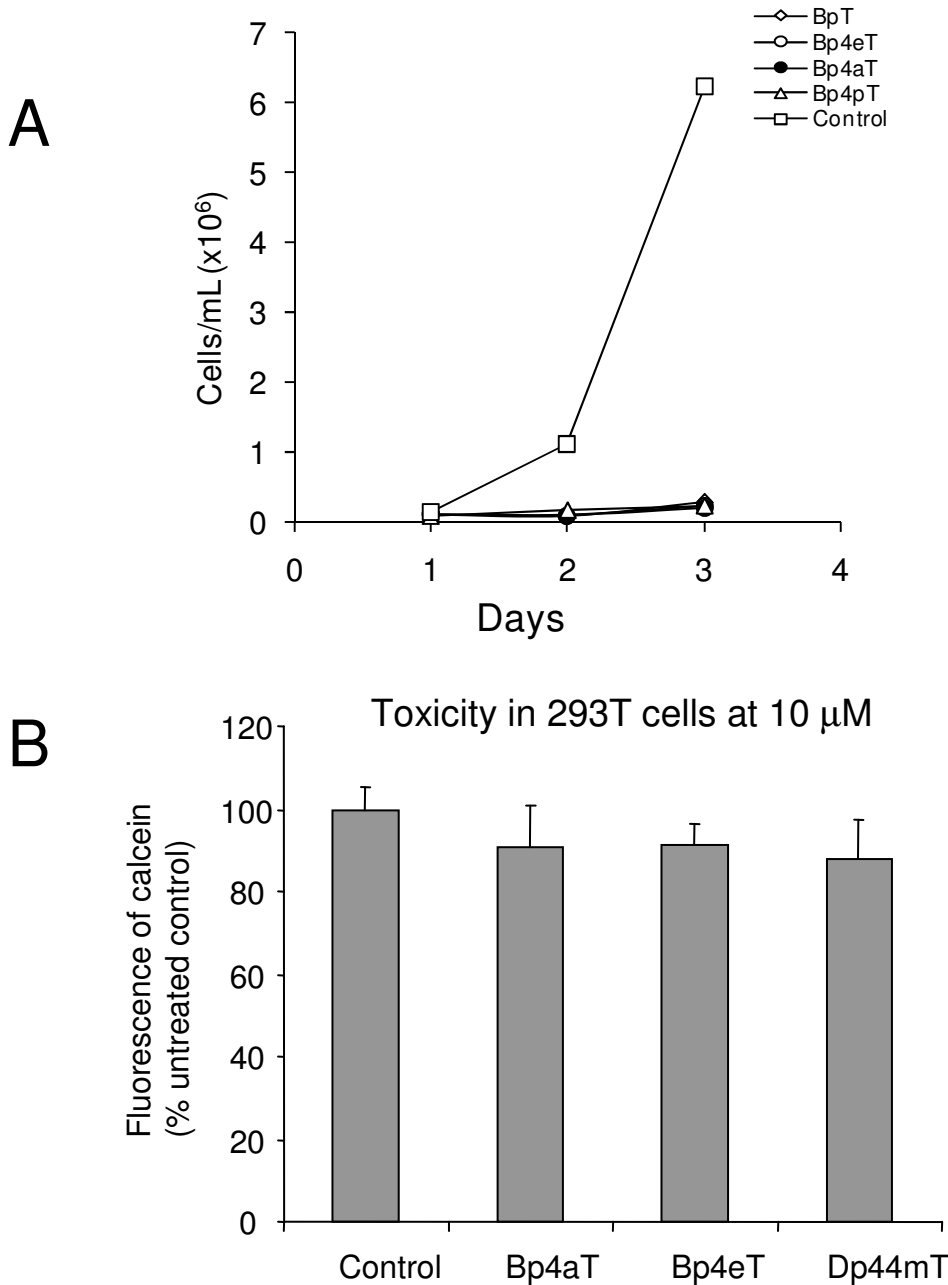 A
BpT
Bp4eT
Bp4aT
Bp4pT
Control
7
6
5
4
3
2
1
0
Cells/mL (x10⁶)
0 1 2 3 4
Days
B
Toxicity in 293T cells at 10 μM
120
100
80
60
40
20
0
Fluorescence of calcein
(% untreated control)
Control Bp4aT Bp4eT Dp44mT